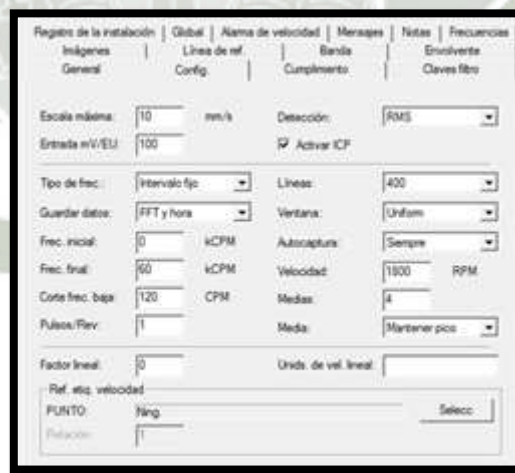 Registro de la instalación | Global | Alarma de velocidad | Mensajes | Notas | Frecuencias
Imágenes | Línea de ref. | Banda | Envolvente
General | Config. | Cumplimento | Claves filtro
Escala máxima: 10 mm/s Detección: RMS
Entrada mV/EU: 100 Activar ICP
Tipo de frec.: Intervalo fijo Líneas: 400
Guardar datos: FFT y hora Ventana: Uniform
Frec. inicial: 0 kCPM Autocaptura: Siempre
Frec. final: 60 kCPM Velocidad: 1800 RPM
Corte frec. baja: 120 CPM Medias: 4
Pulsos/Rev: 1 Media: Mantener pico
Factor lineal: 0 Unids. de vel. lineal:
Ref. etiq. velocidad
PUNTO: Ning. Selecc
Relación: 1